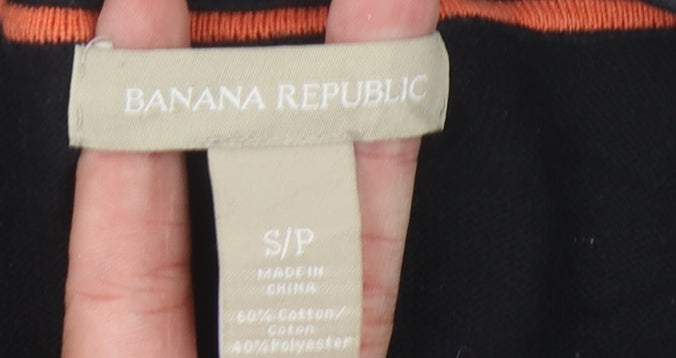 BANANA REPUBLIC
S/P
MADE IN
CHINA
60% Cotton/
Coton
40% Polyester